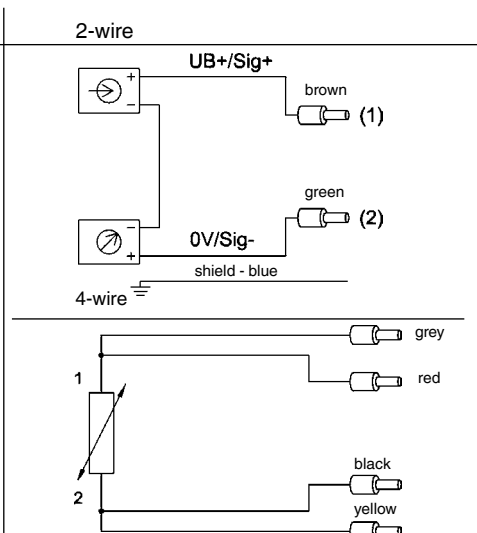 2-wire
UB+/Sig+
+
brown
(1)
−
green
(2)
−
0V/Sig-
+
shield - blue
4-wire
grey
1
red
black
2
yellow